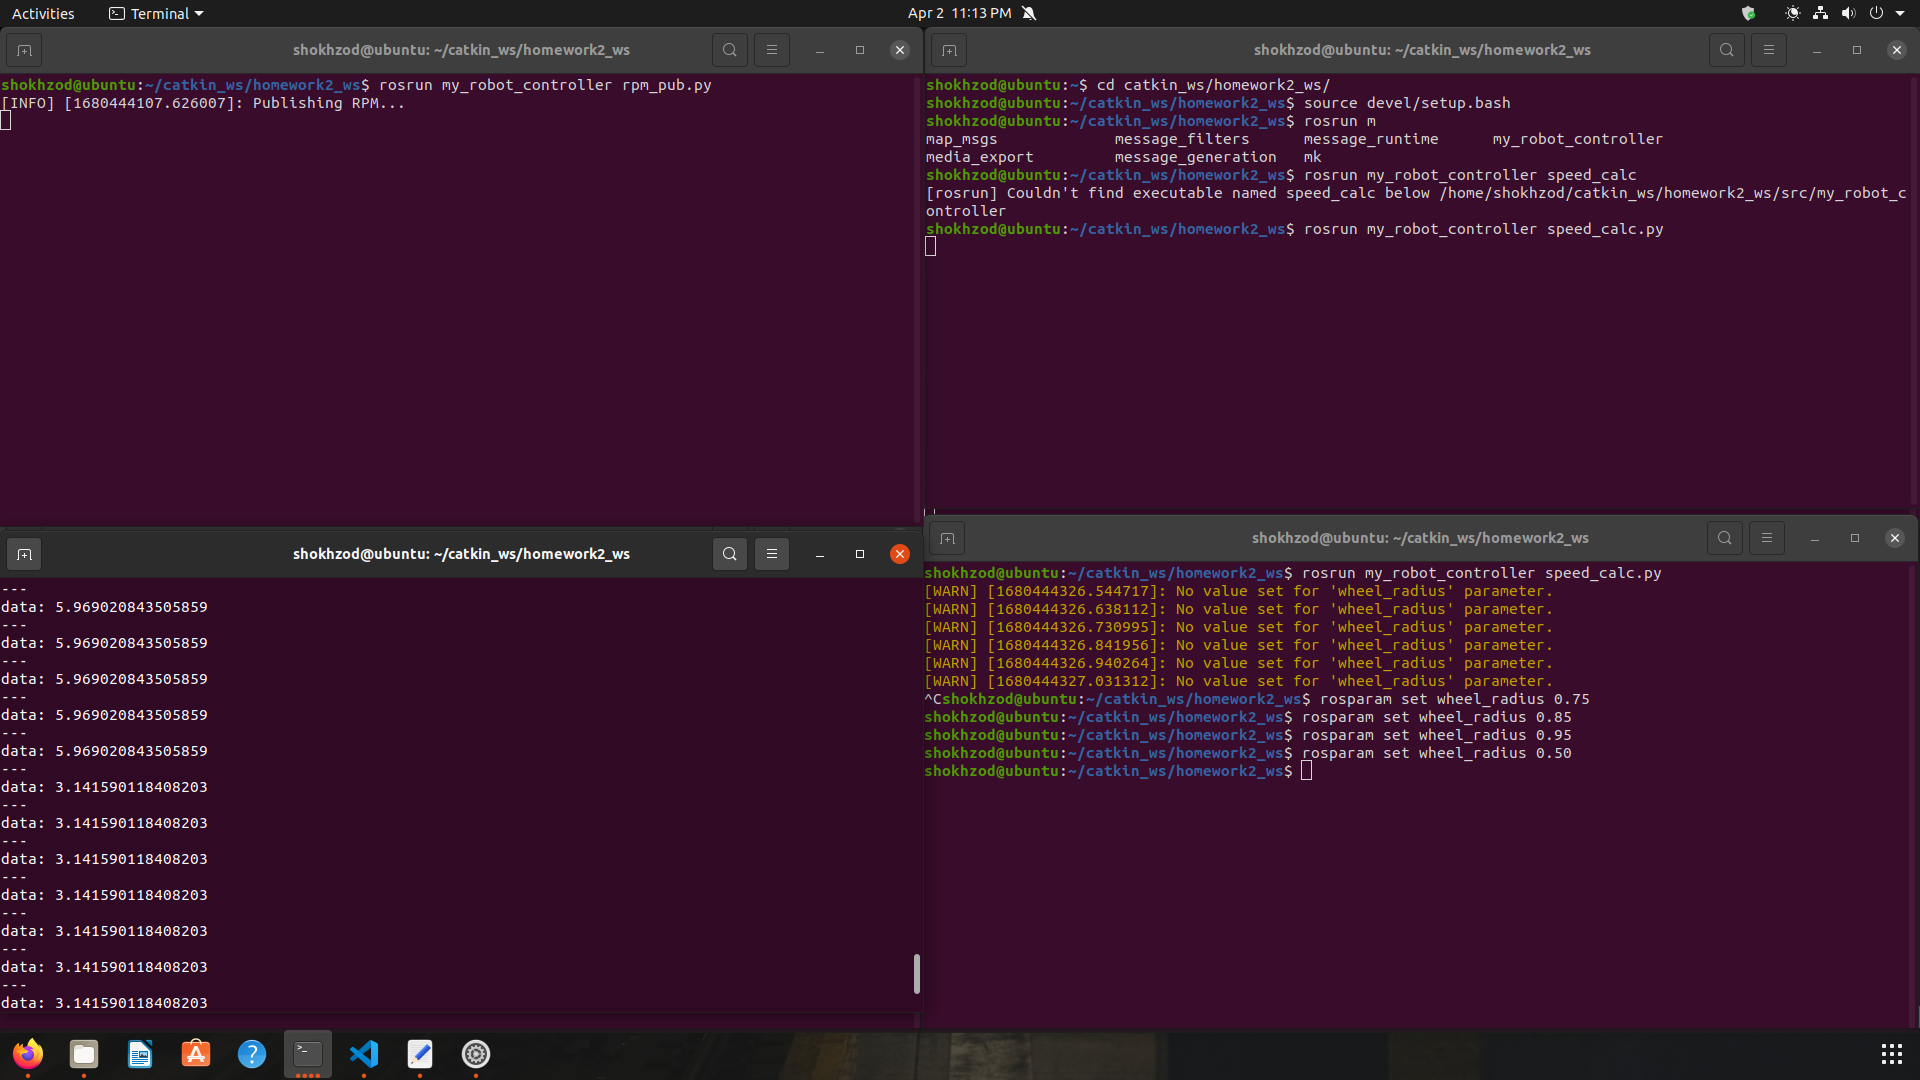 Activities
Terminal
Apr 2 11:13 PM
shokhzod@ubuntu: ~/catkin_ws/homework2_ws
shokhzod@ubuntu:~/catkin_ws/homework2_ws$ rosrun my_robot_controller rpm_pub.py
[INFO] [1680444107.626007]: Publishing RPM...
shokhzod@ubuntu: ~/catkin_ws/homework2_ws
shokhzod@ubuntu:~$ cd catkin_ws/homework2_ws/
shokhzod@ubuntu:~/catkin_ws/homework2_ws$ source devel/setup.bash
shokhzod@ubuntu:~/catkin_ws/homework2_ws$ rosrun m
map_msgs message_filters message_runtime my_robot_controller
media_export message_generation mk
shokhzod@ubuntu:~/catkin_ws/homework2_ws$ rosrun my_robot_controller speed_calc
[rosrun] Couldn't find executable named speed_calc below /home/shokhzod/catkin_ws/homework2_ws/src/my_robot_c
ontroller
shokhzod@ubuntu:~/catkin_ws/homework2_ws$ rosrun my_robot_controller speed_calc.py
shokhzod@ubuntu: ~/catkin_ws/homework2_ws
---
data: 5.969020843505859
---
data: 5.969020843505859
---
data: 5.969020843505859
---
data: 5.969020843505859
---
data: 5.969020843505859
---
data: 3.141590118408203
---
data: 3.141590118408203
---
data: 3.141590118408203
---
data: 3.141590118408203
---
data: 3.141590118408203
---
data: 3.141590118408203
---
data: 3.141590118408203
shokhzod@ubuntu: ~/catkin_ws/homework2_ws
shokhzod@ubuntu:~/catkin_ws/homework2_ws$ rosrun my_robot_controller speed_calc.py
[WARN] [1680444326.544717]: No value set for 'wheel_radius' parameter.
[WARN] [1680444326.638112]: No value set for 'wheel_radius' parameter.
[WARN] [1680444326.730995]: No value set for 'wheel_radius' parameter.
[WARN] [1680444326.841956]: No value set for 'wheel_radius' parameter.
[WARN] [1680444326.940264]: No value set for 'wheel_radius' parameter.
[WARN] [1680444327.031312]: No value set for 'wheel_radius' parameter.
^Cshokhzod@ubuntu:~/catkin_ws/homework2_ws$ rosparam set wheel_radius 0.75
shokhzod@ubuntu:~/catkin_ws/homework2_ws$ rosparam set wheel_radius 0.85
shokhzod@ubuntu:~/catkin_ws/homework2_ws$ rosparam set wheel_radius 0.95
shokhzod@ubuntu:~/catkin_ws/homework2_ws$ rosparam set wheel_radius 0.50
shokhzod@ubuntu:~/catkin_ws/homework2_ws$